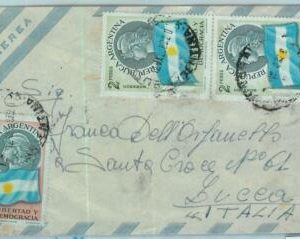 AEREA
REPUBLICA ARGENTINA
2 PESOS
REPUBLICA ARGENTINA
2 PESOS
Sig
Franca Dell'Orfanello
Santa Croce N° 61
Lucca
ITALIA
ARGENTINA
LIBERTAD Y
DEMOCRACIA